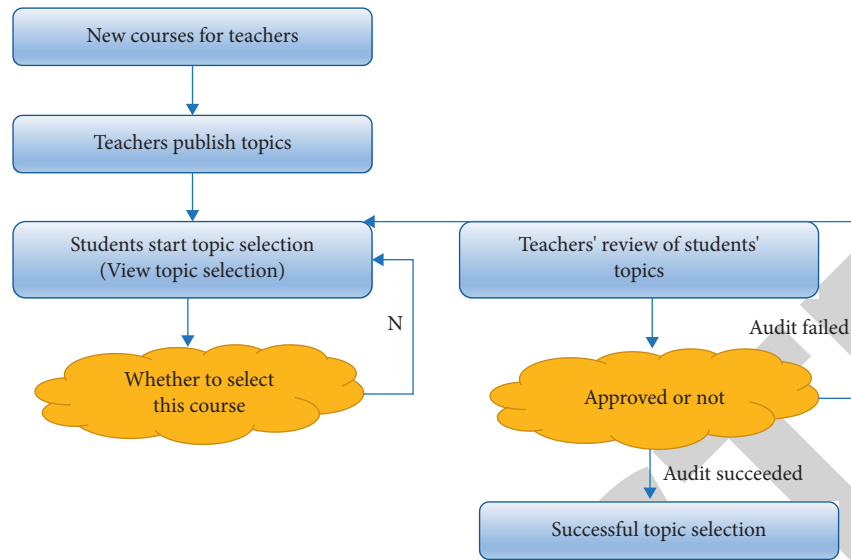 New courses for teachers
Teachers publish topics
Students start topic selection
(View topic selection)
N
Whether to select
this course
Teachers' review of students'
topics
Audit failed
Approved or not
Audit succeeded
Successful topic selection